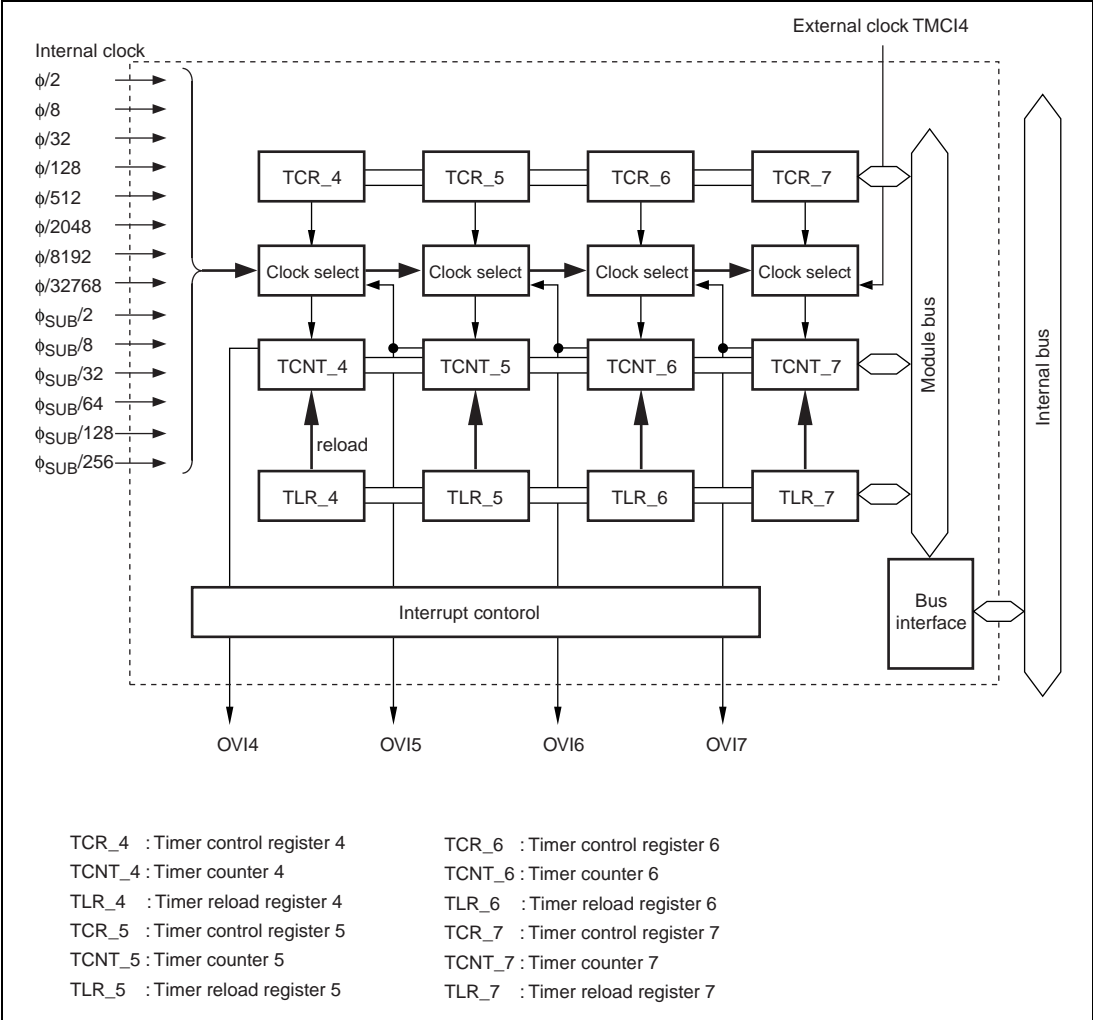 External clock TMCI4
Internal clock
ϕ/2
ϕ/8
ϕ/32
ϕ/128
ϕ/512
ϕ/2048
ϕ/8192
ϕ/32768
ϕSUB/2
ϕSUB/8
ϕSUB/32
ϕSUB/64
ϕSUB/128
ϕSUB/256
TCR_4 TCR_5 TCR_6 TCR_7
Clock select Clock select Clock select Clock select
TCNT_4 TCNT_5 TCNT_6 TCNT_7
reload
TLR_4 TLR_5 TLR_6 TLR_7
Module bus
Internal bus
Interrupt contorol
Bus
interface
OVI4 OVI5 OVI6 OVI7
TCR_4 : Timer control register 4
TCNT_4 : Timer counter 4
TLR_4 : Timer reload register 4
TCR_5 : Timer control register 5
TCNT_5 : Timer counter 5
TLR_5 : Timer reload register 5
TCR_6 : Timer control register 6
TCNT_6 : Timer counter 6
TLR_6 : Timer reload register 6
TCR_7 : Timer control register 7
TCNT_7 : Timer counter 7
TLR_7 : Timer reload register 7